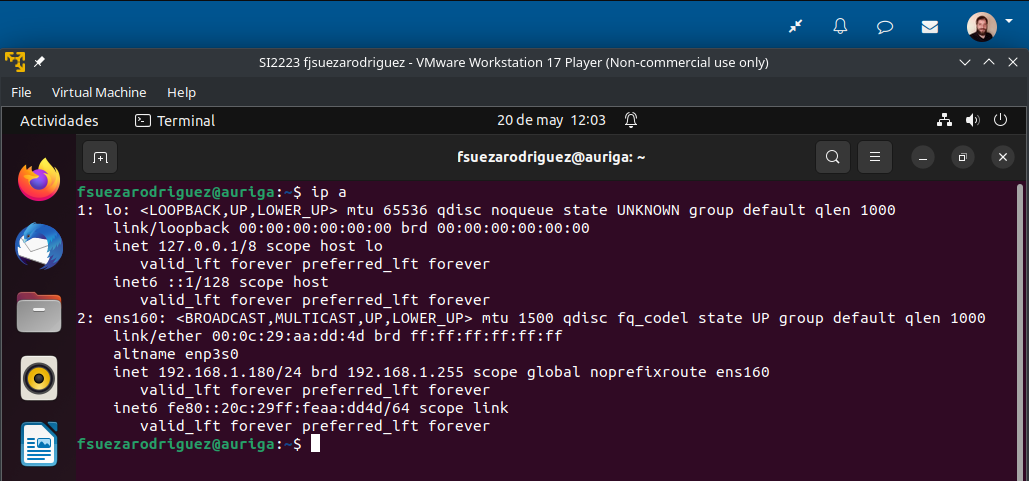 SI2223 fjsuezarodriguez - VMware Workstation 17 Player (Non-commercial use only)
File Virtual Machine Help
Actividades Terminal 20 de may 12:03
fsuezarodriguez@auriga: ~
fsuezarodriguez@auriga:~$ ip a
1: lo: <LOOPBACK,UP,LOWER_UP> mtu 65536 qdisc noqueue state UNKNOWN group default qlen 1000
    link/loopback 00:00:00:00:00:00 brd 00:00:00:00:00:00
    inet 127.0.0.1/8 scope host lo
       valid_lft forever preferred_lft forever
    inet6 ::1/128 scope host
       valid_lft forever preferred_lft forever
2: ens160: <BROADCAST,MULTICAST,UP,LOWER_UP> mtu 1500 qdisc fq_codel state UP group default qlen 1000
    link/ether 00:0c:29:aa:dd:4d brd ff:ff:ff:ff:ff:ff
    altname enp3s0
    inet 192.168.1.180/24 brd 192.168.1.255 scope global noprefixroute ens160
       valid_lft forever preferred_lft forever
    inet6 fe80::20c:29ff:feaa:dd4d/64 scope link
       valid_lft forever preferred_lft forever
fsuezarodriguez@auriga:~$